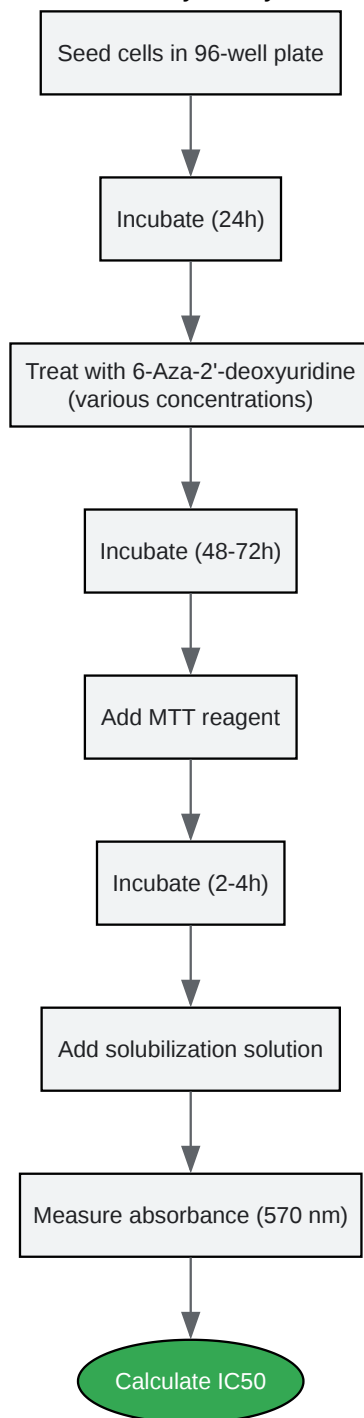 Seed cells in 96-well plate
Incubate (24h)
Treat with 6-Aza-2'-deoxyuridine
(various concentrations)
Incubate (48-72h)
Add MTT reagent
Incubate (2-4h)
Add solubilization solution
Measure absorbance (570 nm)
Calculate IC50